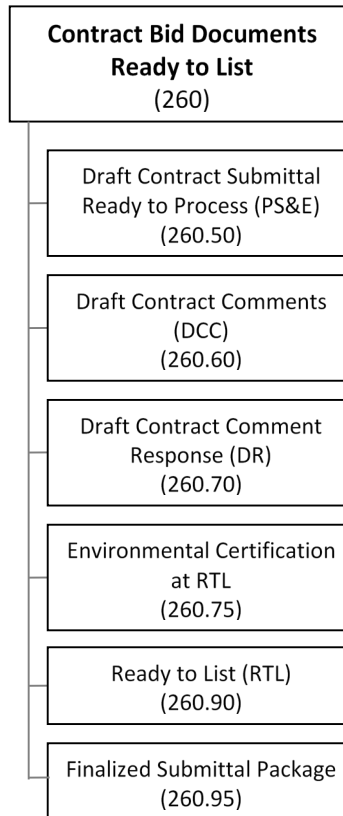 Contract Bid Documents
Ready to List
(260)
Draft Contract Submittal
Ready to Process (PS&E)
(260.50)
Draft Contract Comments
(DCC)
(260.60)
Draft Contract Comment
Response (DR)
(260.70)
Environmental Certification
at RTL
(260.75)
Ready to List (RTL)
(260.90)
Finalized Submittal Package
(260.95)